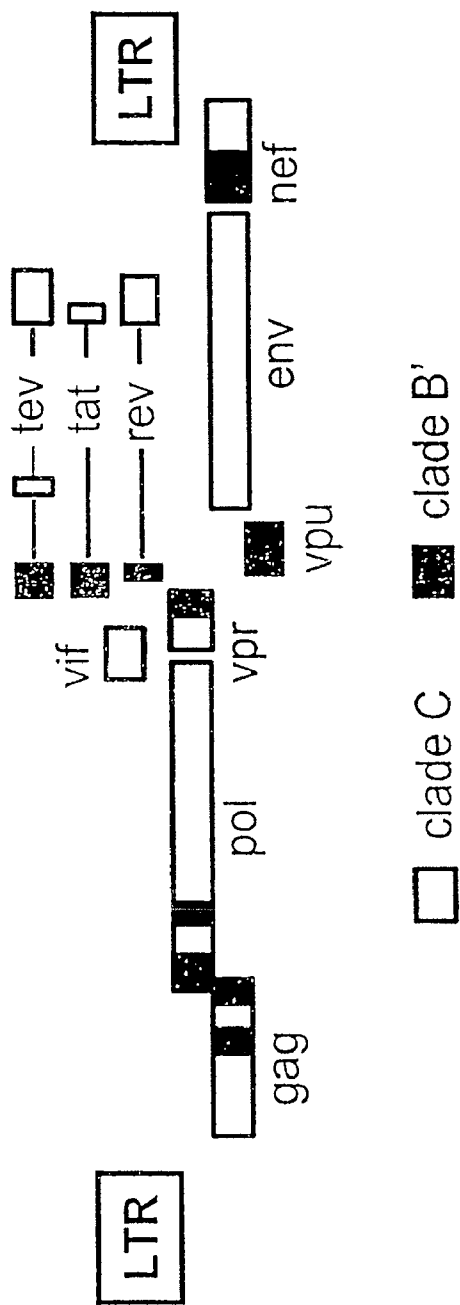 LTR
gag
pol
vif
vpr
tev
tat
rev
vpu
env
nef
LTR
clade C
clade B'